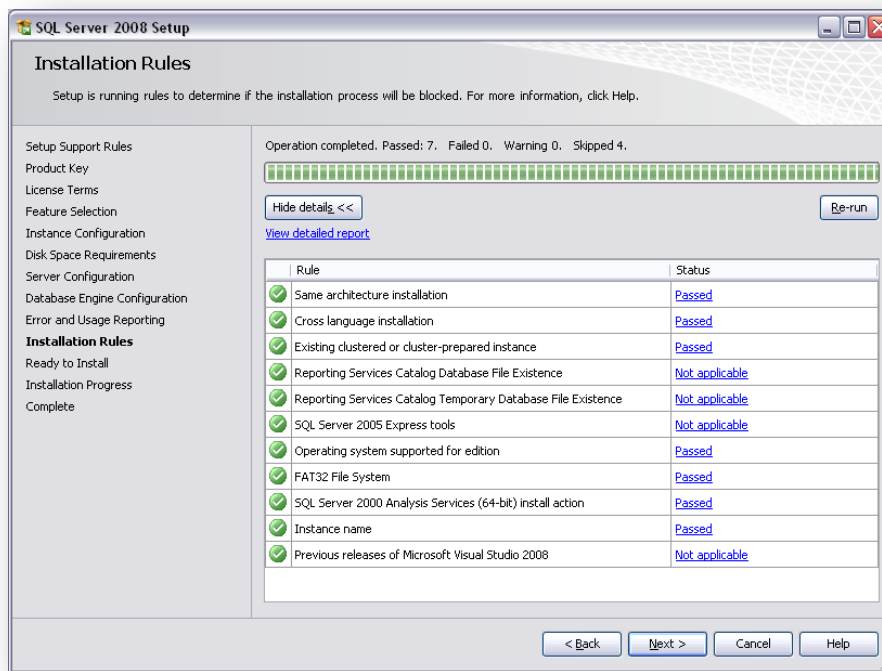 SQL Server 2008 Setup
Installation Rules
Setup is running rules to determine if the installation process will be blocked. For more information, click Help.
Setup Support Rules
Product Key
License Terms
Feature Selection
Instance Configuration
Disk Space Requirements
Server Configuration
Database Engine Configuration
Error and Usage Reporting
Installation Rules
Ready to Install
Installation Progress
Complete
Operation completed. Passed: 7.   Failed 0.   Warning 0.   Skipped 4.
Hide details <<
Re-run
View detailed report
Rule Status
Same architecture installation Passed
Cross language installation Passed
Existing clustered or cluster-prepared instance Passed
Reporting Services Catalog Database File Existence Not applicable
Reporting Services Catalog Temporary Database File Existence Not applicable
SQL Server 2005 Express tools Not applicable
Operating system supported for edition Passed
FAT32 File System Passed
SQL Server 2000 Analysis Services (64-bit) install action Passed
Instance name Passed
Previous releases of Microsoft Visual Studio 2008 Not applicable
< Back Next > Cancel Help